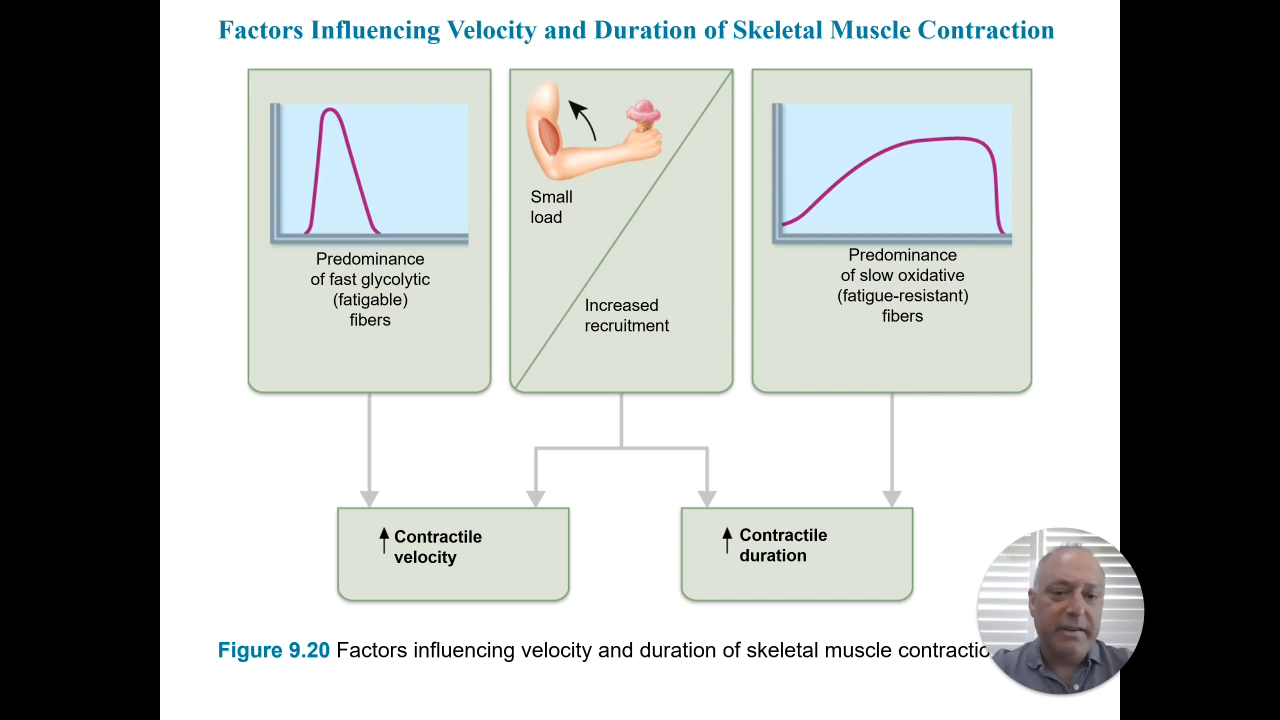 Factors Influencing Velocity and Duration of Skeletal Muscle Contraction
Predominance
of fast glycolytic
(fatigable)
fibers
Small
load
Increased
recruitment
Predominance
of slow oxidative
(fatigue-resistant)
fibers
Contractile
velocity
Contractile
duration
Figure 9.20 Factors influencing velocity and duration of skeletal muscle